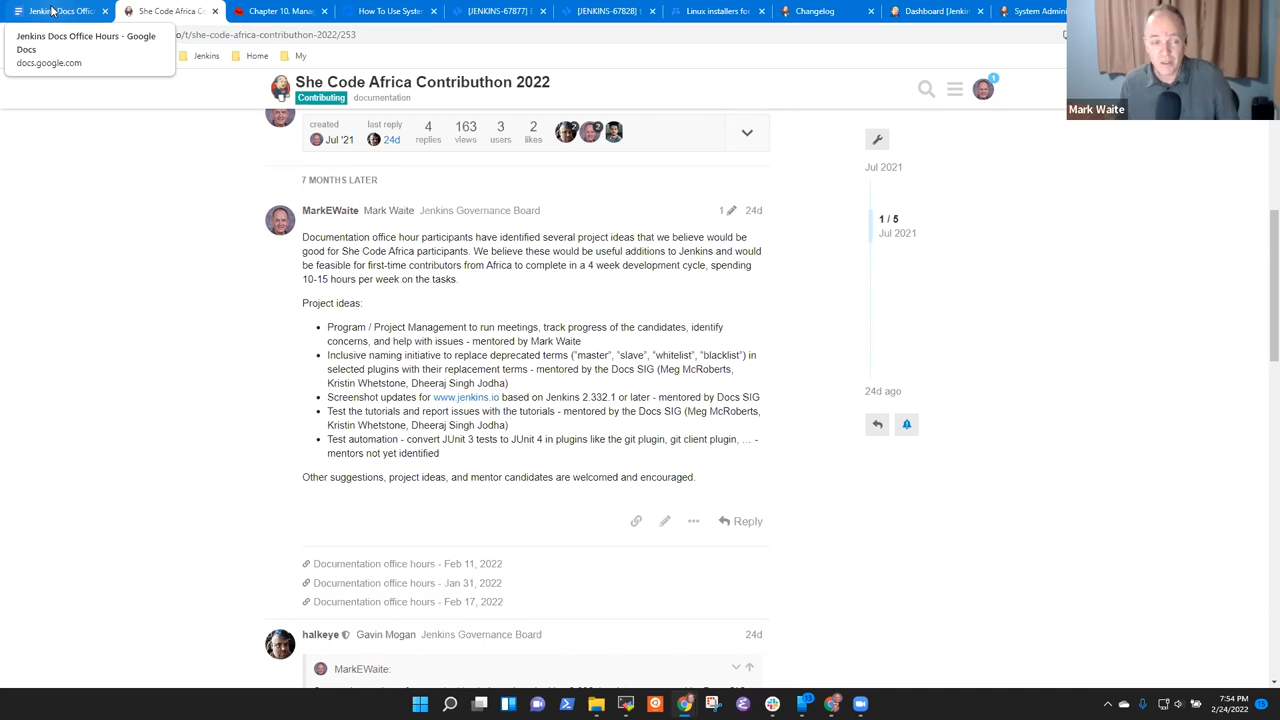 Jenkins Docs Offic
She Code Africa Co
Chapter 10. Manag
How To Use System
[JENKINS-67877] E
[JENKINS-67828] s
Linux installers for
Changelog
Dashboard [Jenkin
System Admini
Jenkins Docs Office Hours - Google
Docs
docs.google.com
o/t/she-code-africa-contributhon-2022/253
Jenkins
Home
My
She Code Africa Contributhon 2022
Contributing
documentation
created
last reply
4
163
3
2
Jul '21
24d
replies
views
users
likes
2
2
7 MONTHS LATER
MarkEWaite Mark Waite Jenkins Governance Board
1
24d
Documentation office hour participants have identified several project ideas that we believe would be
good for She Code Africa participants. We believe these would be useful additions to Jenkins and would
be feasible for first-time contributors from Africa to complete in a 4 week development cycle, spending
10-15 hours per week on the tasks.
Project ideas:
• Program / Project Management to run meetings, track progress of the candidates, identify
concerns, and help with issues - mentored by Mark Waite
• Inclusive naming initiative to replace deprecated terms (“master”, “slave”, “whitelist”, “blacklist”) in
selected plugins with their replacement terms - mentored by the Docs SIG (Meg McRoberts,
Kristin Whetstone, Dheeraj Singh Jodha)
• Screenshot updates for www.jenkins.io based on Jenkins 2.332.1 or later - mentored by Docs SIG
• Test the tutorials and report issues with the tutorials - mentored by the Docs SIG (Meg McRoberts,
Kristin Whetstone, Dheeraj Singh Jodha)
• Test automation - convert JUnit 3 tests to JUnit 4 in plugins like the git plugin, git client plugin, … -
mentors not yet identified
Other suggestions, project ideas, and mentor candidates are welcomed and encouraged.
Reply
Documentation office hours - Feb 11, 2022
Documentation office hours - Jan 31, 2022
Documentation office hours - Feb 17, 2022
halkeye Gavin Mogan Jenkins Governance Board
24d
MarkEWaite:
1
Jul 2021
1 / 5
Jul 2021
24d ago
Mark Waite
7:54 PM
2/24/2022
15